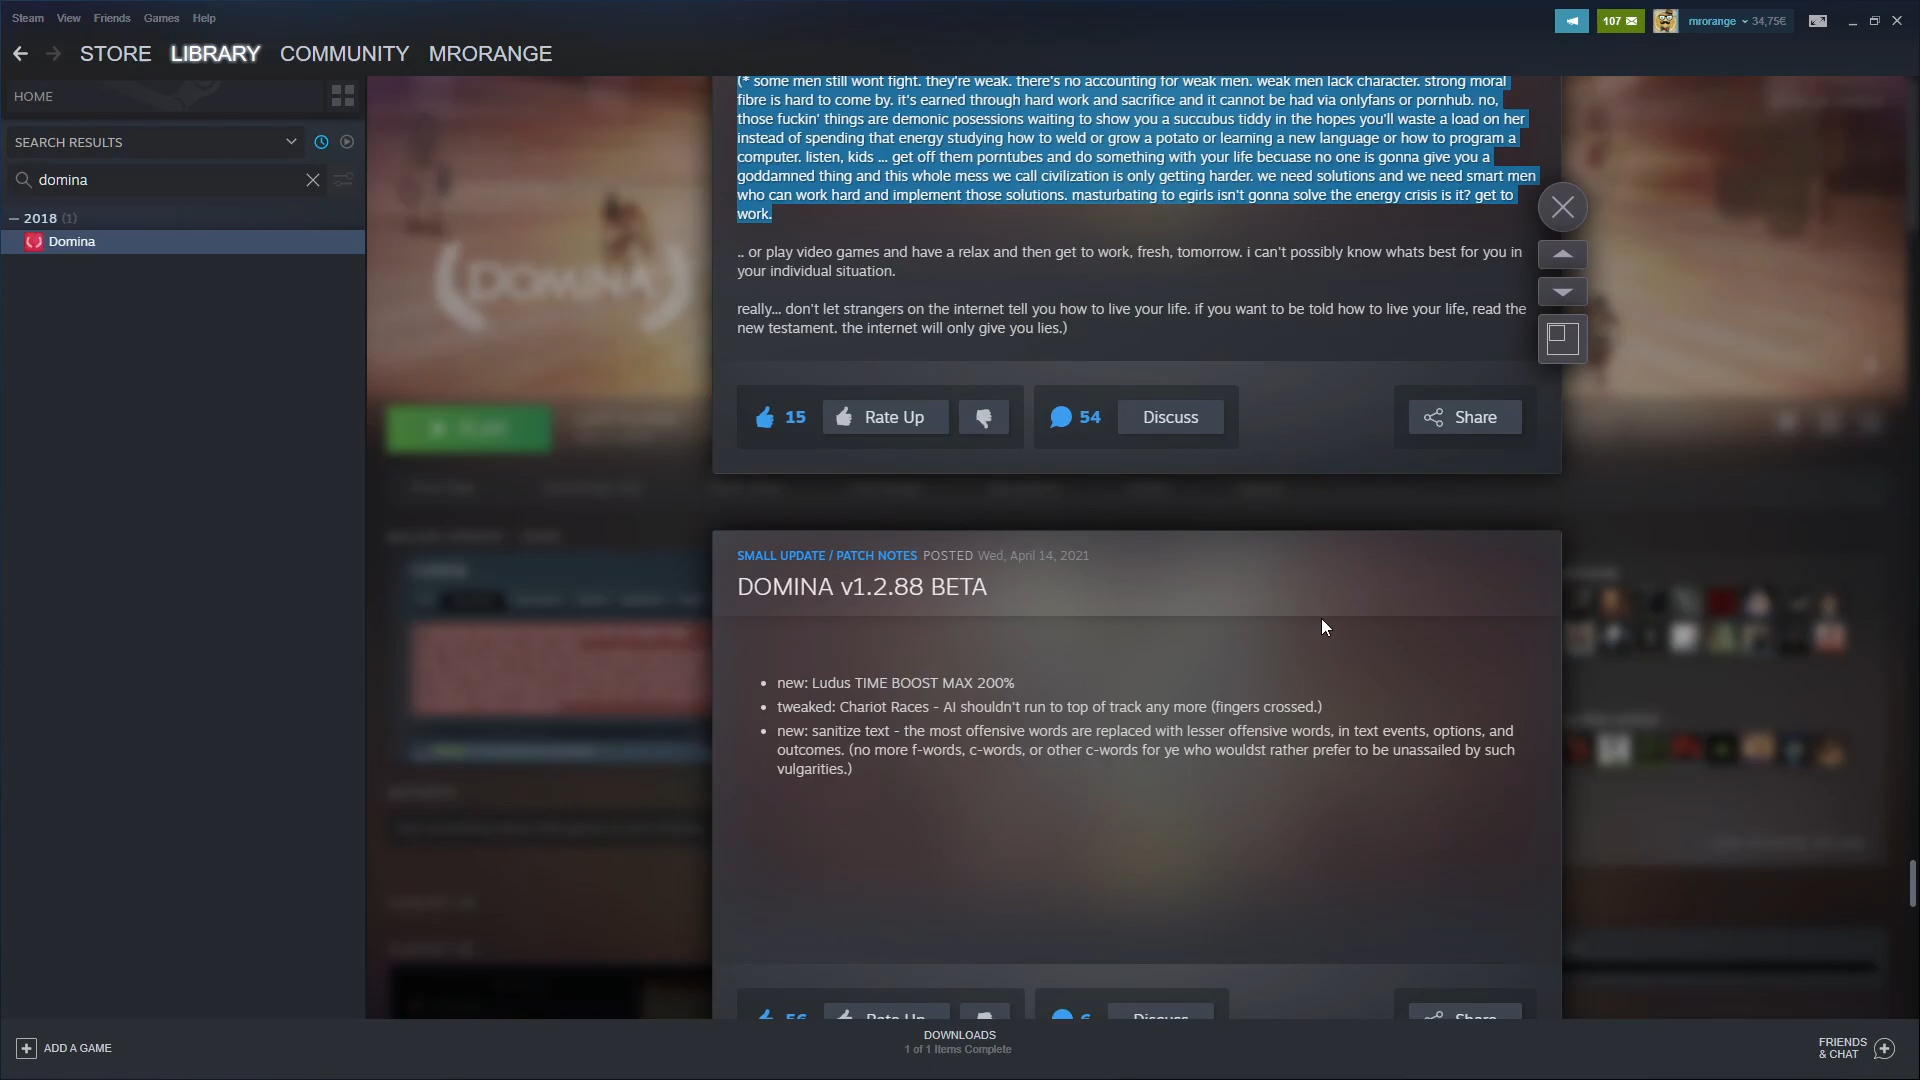 Steam View Friends Games Help
107
mrorange 34,75€
STORE LIBRARY COMMUNITY MRORANGE
HOME
SEARCH RESULTS
domina
2018 (1)
Domina
(DOMINA)
(* some men still wont fight. they're weak. there's no accounting for weak men. weak men lack character. strong moral
fibre is hard to come by. it's earned through hard work and sacrifice and it cannot be had via onlyfans or pornhub. no,
those fuckin' things are demonic posessions waiting to show you a succubus tiddy in the hopes you'll waste a load on her
instead of spending that energy studying how to weld or grow a potato or learning a new language or how to program a
computer. listen, kids ... get off them porntubes and do something with your life becuase no one is gonna give you a
goddamned thing and this whole mess we call civilization is only getting harder. we need solutions and we need smart men
who can work hard and implement those solutions. masturbating to egirls isn't gonna solve the energy crisis is it? get to
work.
.. or play video games and have a relax and then get to work, fresh, tomorrow. i can't possibly know whats best for you in
your individual situation.
really... don't let strangers on the internet tell you how to live your life. if you want to be told how to live your life, read the
new testament. the internet will only give you lies.)
15 Rate Up 54 Discuss Share
PLAY
SMALL UPDATE / PATCH NOTES POSTED Wed, April 14, 2021
DOMINA v1.2.88 BETA
• new: Ludus TIME BOOST MAX 200%
• tweaked: Chariot Races - AI shouldn't run to top of track any more (fingers crossed.)
• new: sanitize text - the most offensive words are replaced with lesser offensive words, in text events, options, and
outcomes. (no more f-words, c-words, or other c-words for ye who wouldst rather prefer to be unassailed by such
vulgarities.)
56 Rate Up 6 Discuss Share
ADD A GAME
DOWNLOADS
1 of 1 Items Complete
FRIENDS
& CHAT